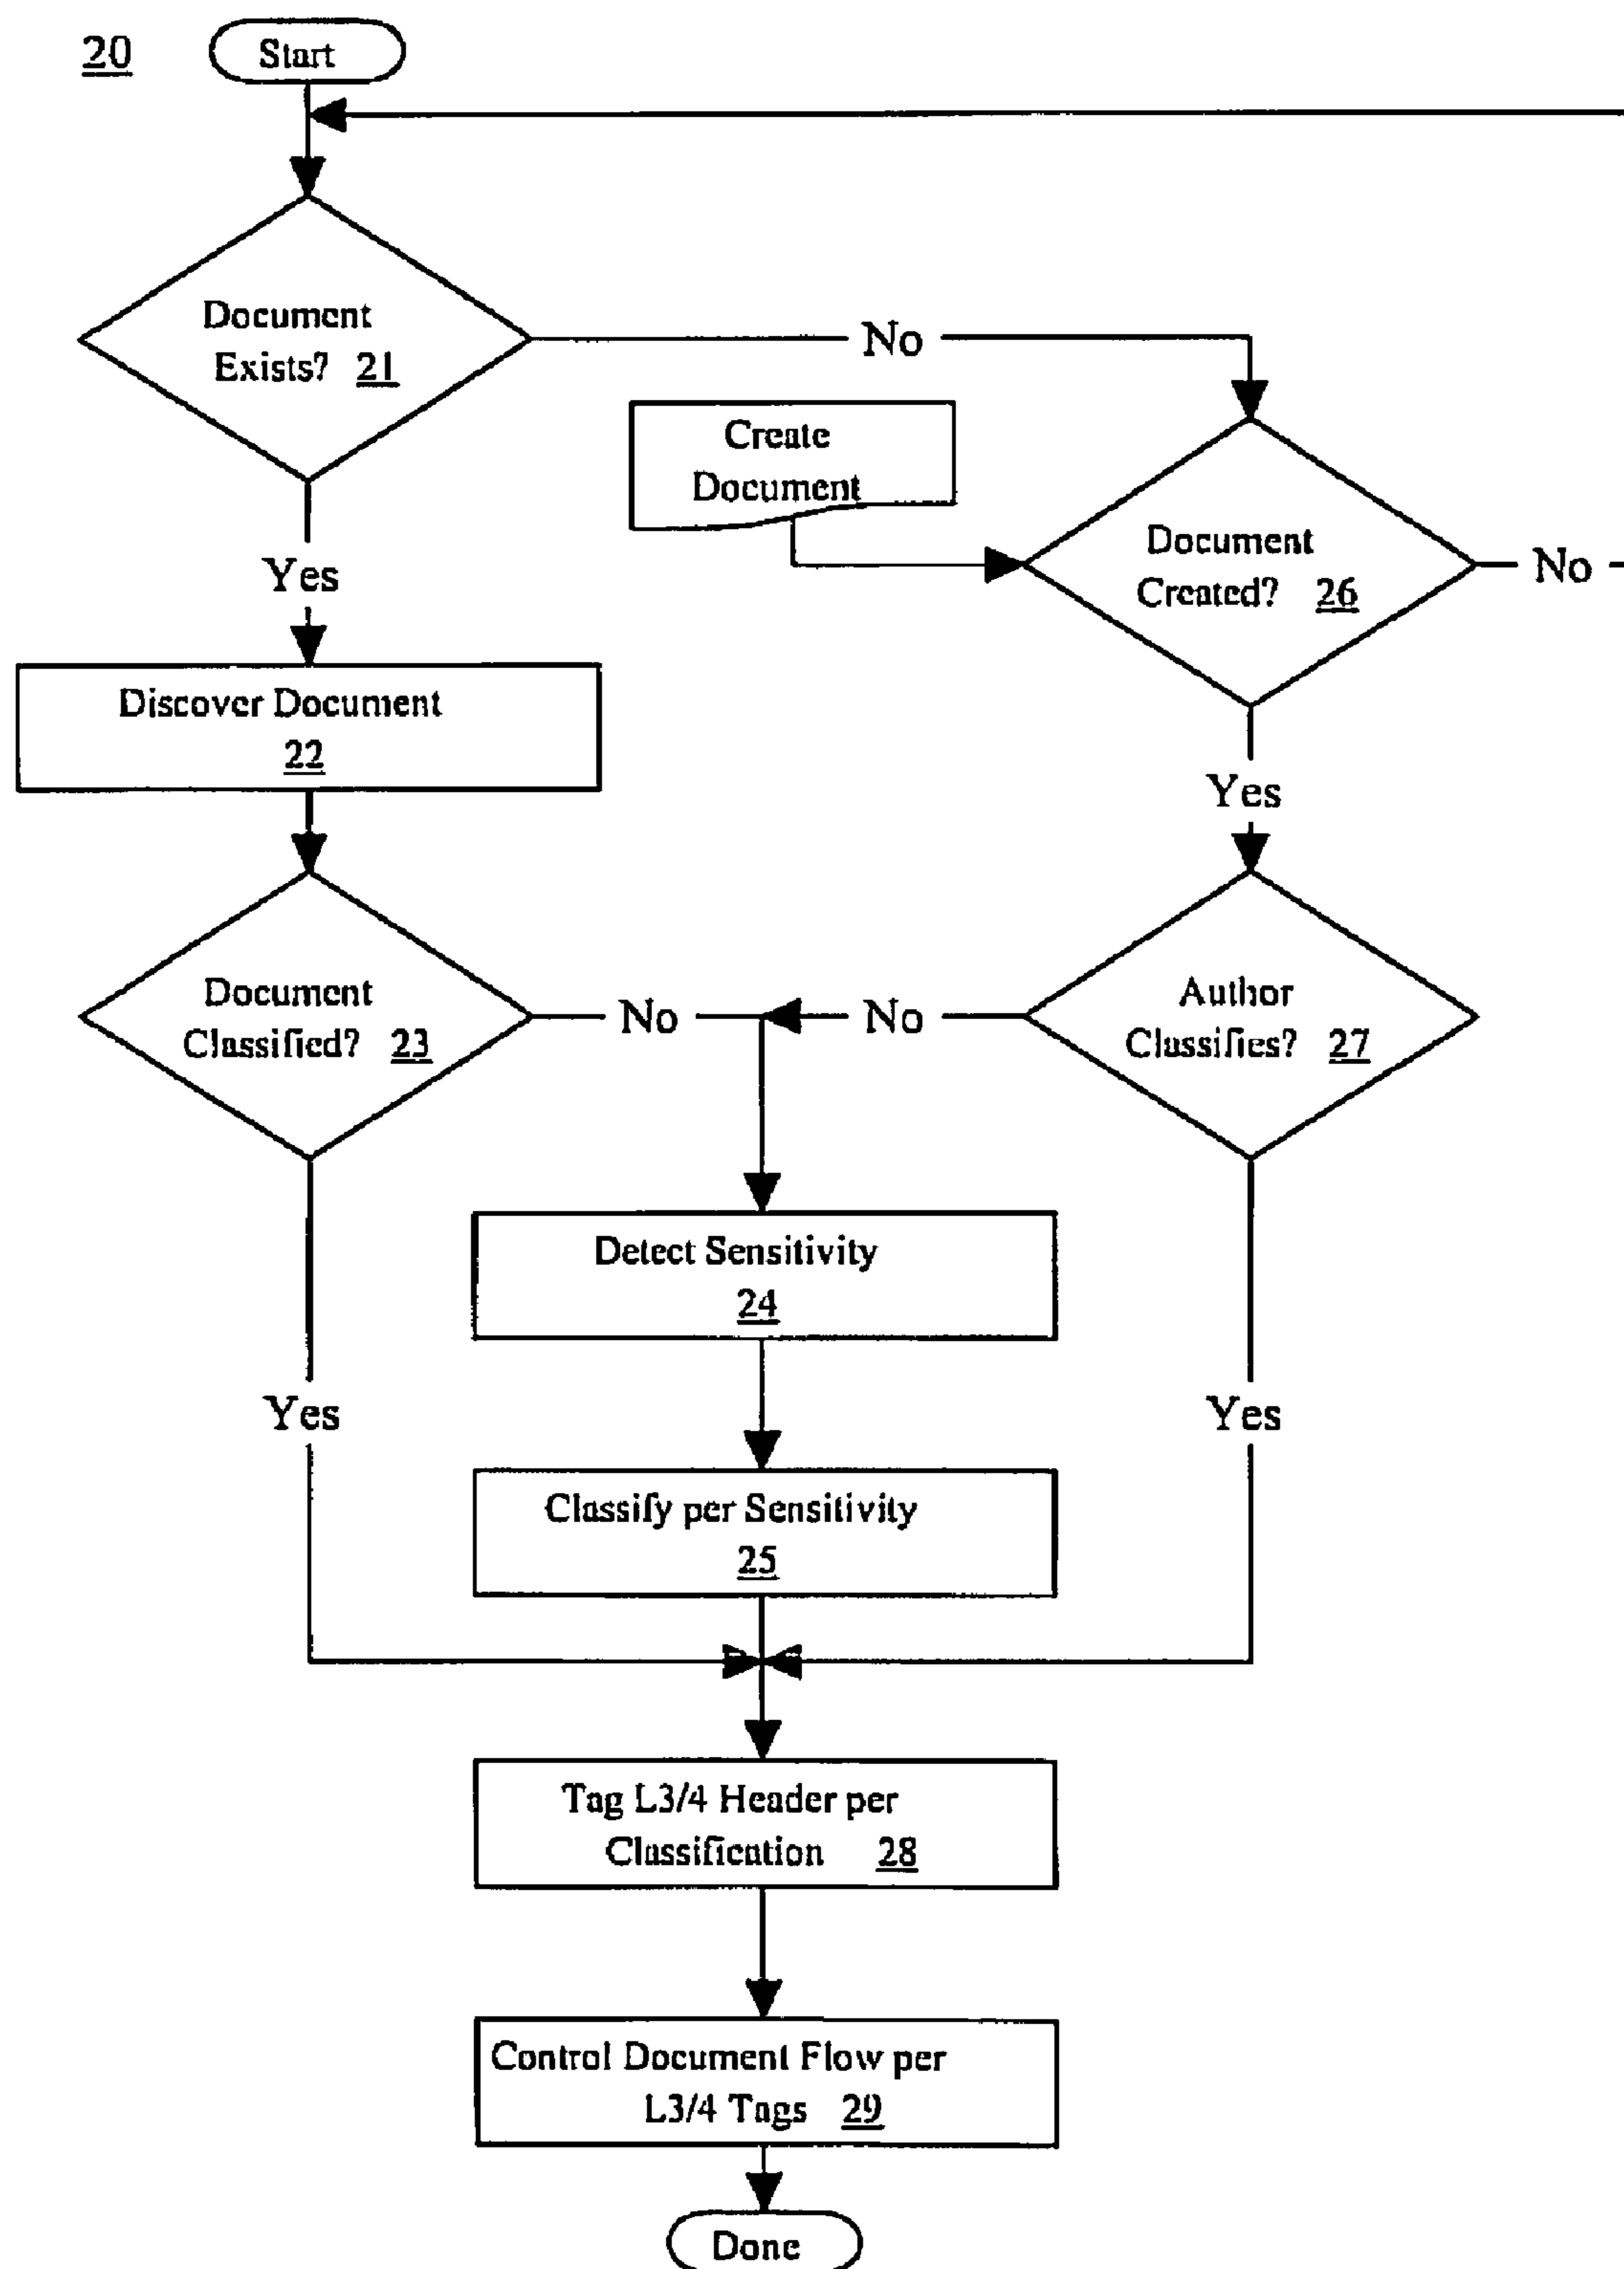 20
Start
Document
Exists? 21
No
Create
Document
Document
Created? 26
No
Yes
Discover Document
22
Yes
Document
Classified? 23
No
No
Author
Classifies? 27
Detect Sensitivity
24
Yes
Yes
Classify per Sensitivity
25
Tag L3/4 Header per
Classification 28
Control Document Flow per
L3/4 Tags 29
Done